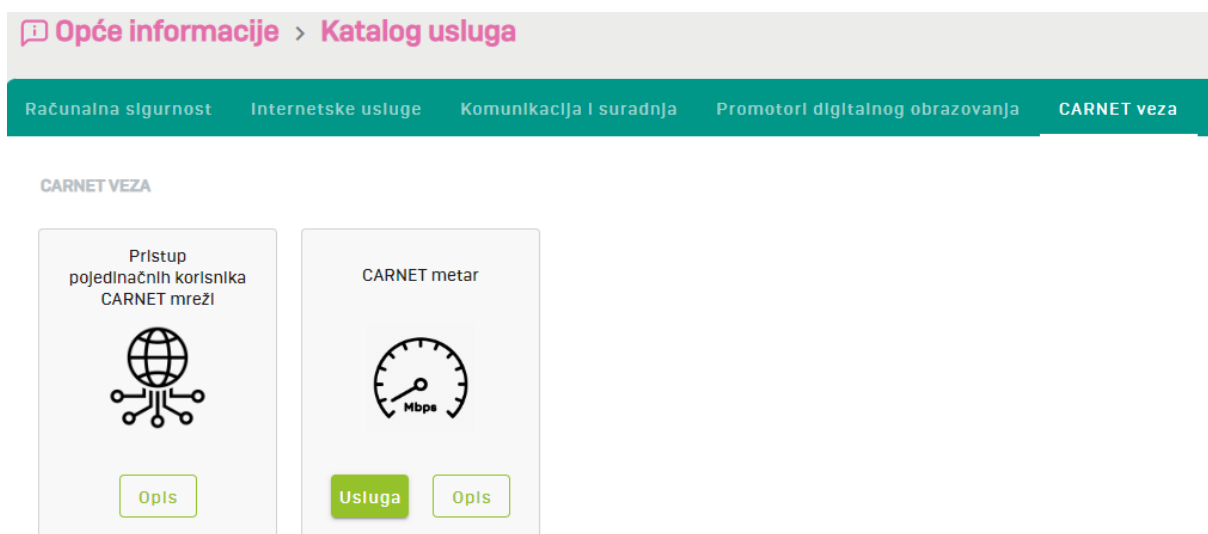 Opće informacije > Katalog usluga
Računalna sigurnost Internetske usluge Komunikacija i suradnja Promotori digitalnog obrazovanja CARNET veza
CARNET VEZA
Pristup
pojedinačnih korisnika
CARNET mreži
CARNET metar
Mbps
Opis
Usluga Opis